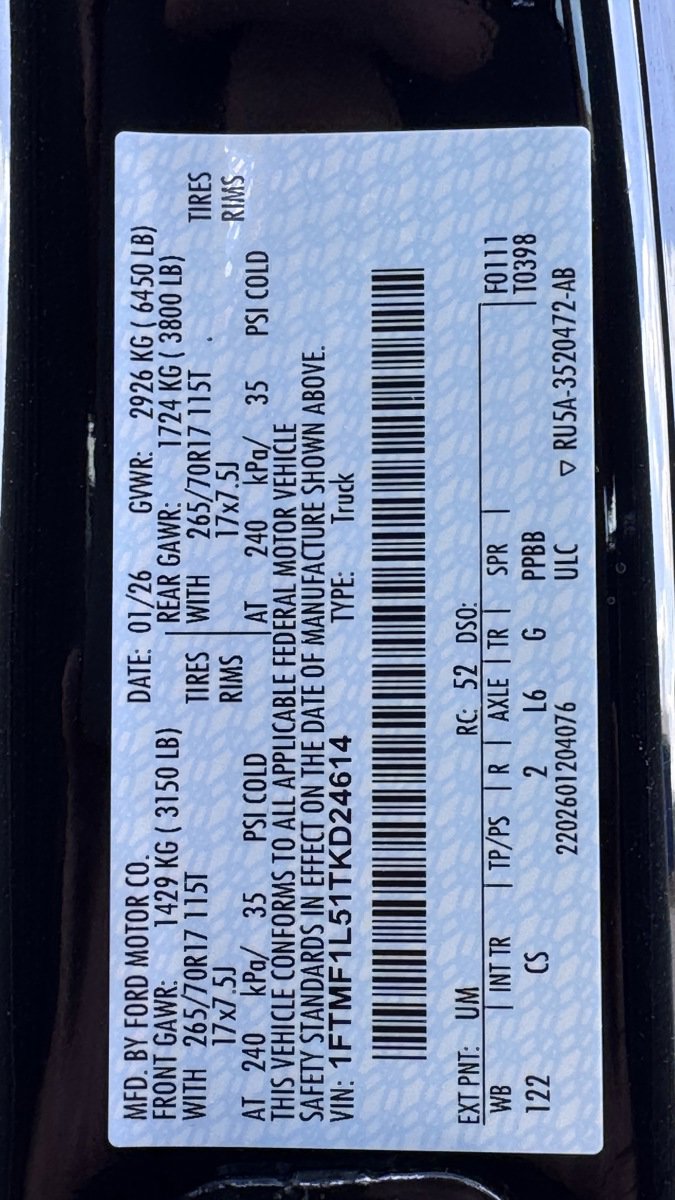 MFD. BY FORD MOTOR CO.
DATE: 01/26 GVWR: 2926 KG ( 6450 LB)
FRONT GAWR: 1429 KG ( 3150 LB) REAR GAWR: 1724 KG ( 3800 LB)
WITH 265/70R17 115T TIRES WITH 265/70R17 115T TIRES
17x7.5J RIMS 17x7.5J RIMS
AT 240 kPa/ 35 PSI COLD AT 240 kPa/ 35 PSI COLD
THIS VEHICLE CONFORMS TO ALL APPLICABLE FEDERAL MOTOR VEHICLE
SAFETY STANDARDS IN EFFECT ON THE DATE OF MANUFACTURE SHOWN ABOVE.
VIN: 1FTMF1L51TKD24614 TYPE: Truck
EXT PNT: UM RC: 52 DSO:
WB INT TR TP/PS R AXLE TR SPR F0111
122 CS 2 L6 G PPBB T0398
2202601204076 ULC ▽ RU5A-3520472-AB